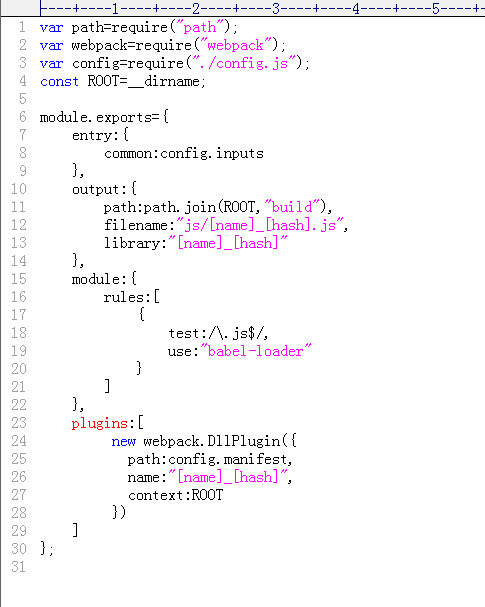 ----+----1----+----2----+----3----+----4----+----5----+
1 var path=require("path");
2 var webpack=require("webpack");
3 var config=require("./config.js");
4 const ROOT=__dirname;
5
6 module.exports={
7     entry:{
8         common:config.inputs
9     },
10     output:{
11         path:path.join(ROOT,"build"),
12         filename:"js/[name]_[hash].js",
13         library:"[name]_[hash]"
14     },
15     module:{
16         rules:[
17             {
18                 test:/\.js$/,
19                 use:"babel-loader"
20             }
21         ]
22     },
23     plugins:[
24          new webpack.DllPlugin({
25            path:config.manifest,
26            name:"[name]_[hash]",
27            context:ROOT
28          })
29     ]
30 };
31